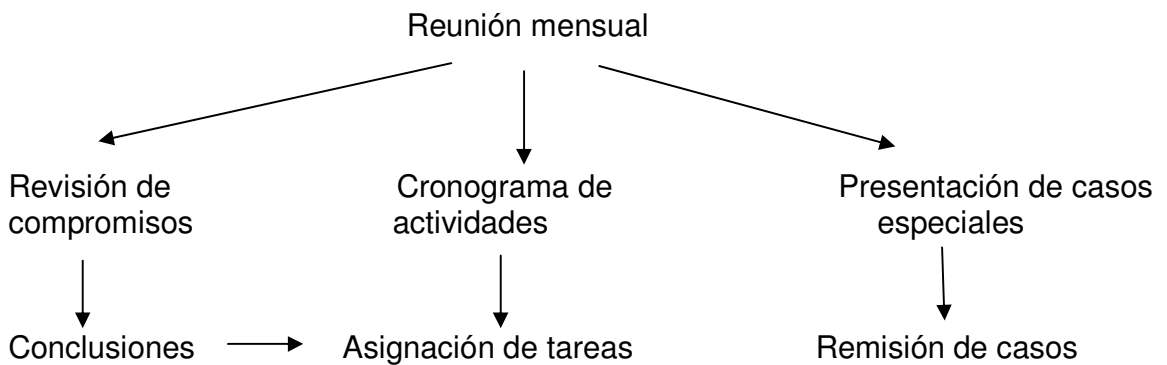 Reunión mensual
Revisión de
compromisos
Cronograma de
actividades
Presentación de casos
especiales
Conclusiones
Asignación de tareas
Remisión de casos